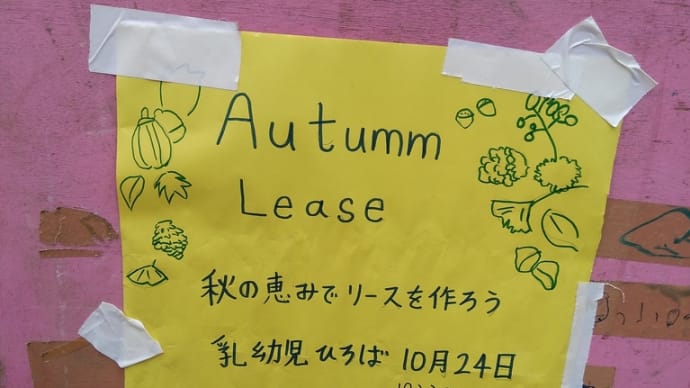 Autumm
Lease
秋の恵みでリースを作ろう
乳幼児ひろば 10月24日